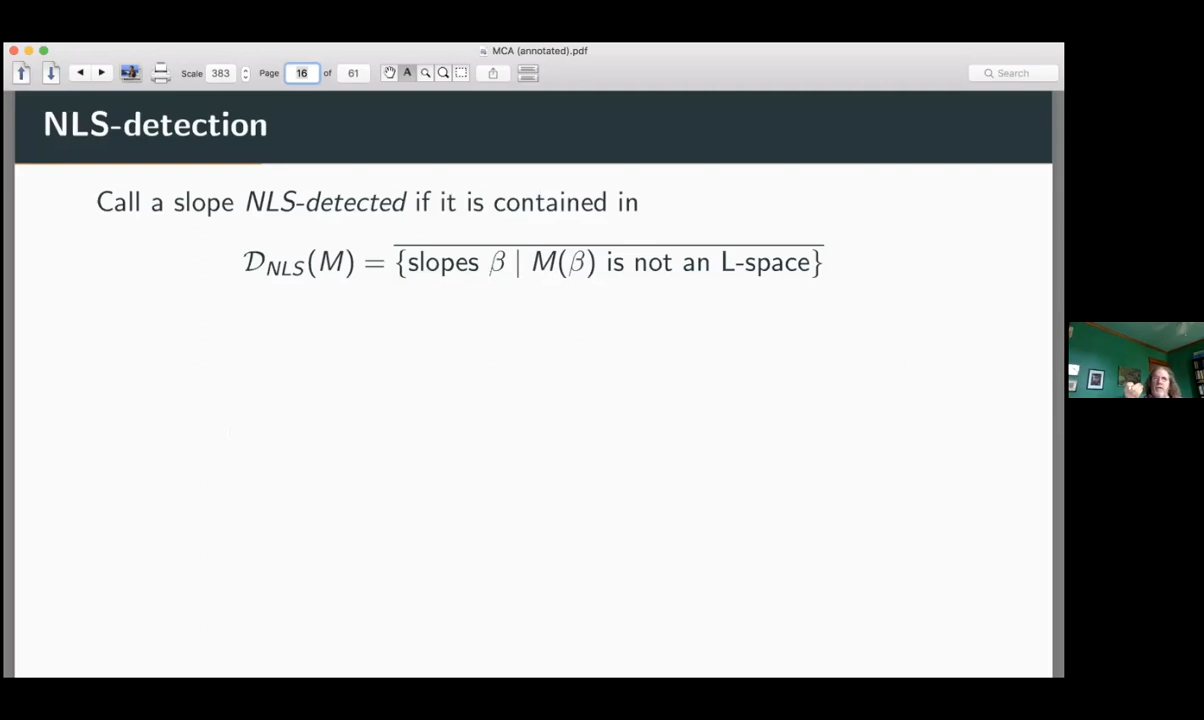 MCA (annotated).pdf
Scale 383 Page 16 of 61 A Search
NLS-detection
Call a slope NLS-detected if it is contained in
𝒟_NLS(M) = \overline{{slopes β | M(β) is not an L-space}}